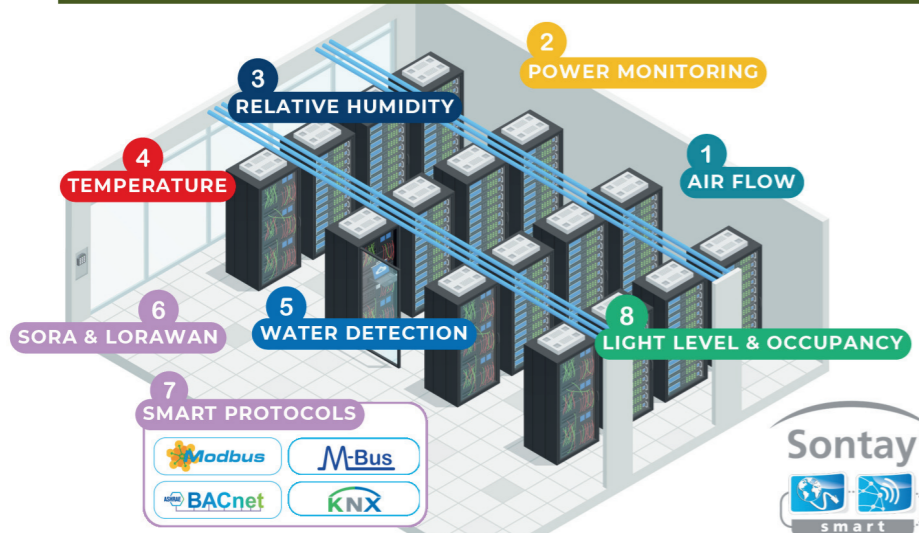 2
POWER MONITORING
3
RELATIVE HUMIDITY
1
AIR FLOW
4
TEMPERATURE
6
SORA & LORAWAN
5
WATER DETECTION
8
LIGHT LEVEL & OCCUPANCY
7
SMART PROTOCOLS
Modbus
M-Bus
ASHRAE BACnet
KNX
Sontay
smart